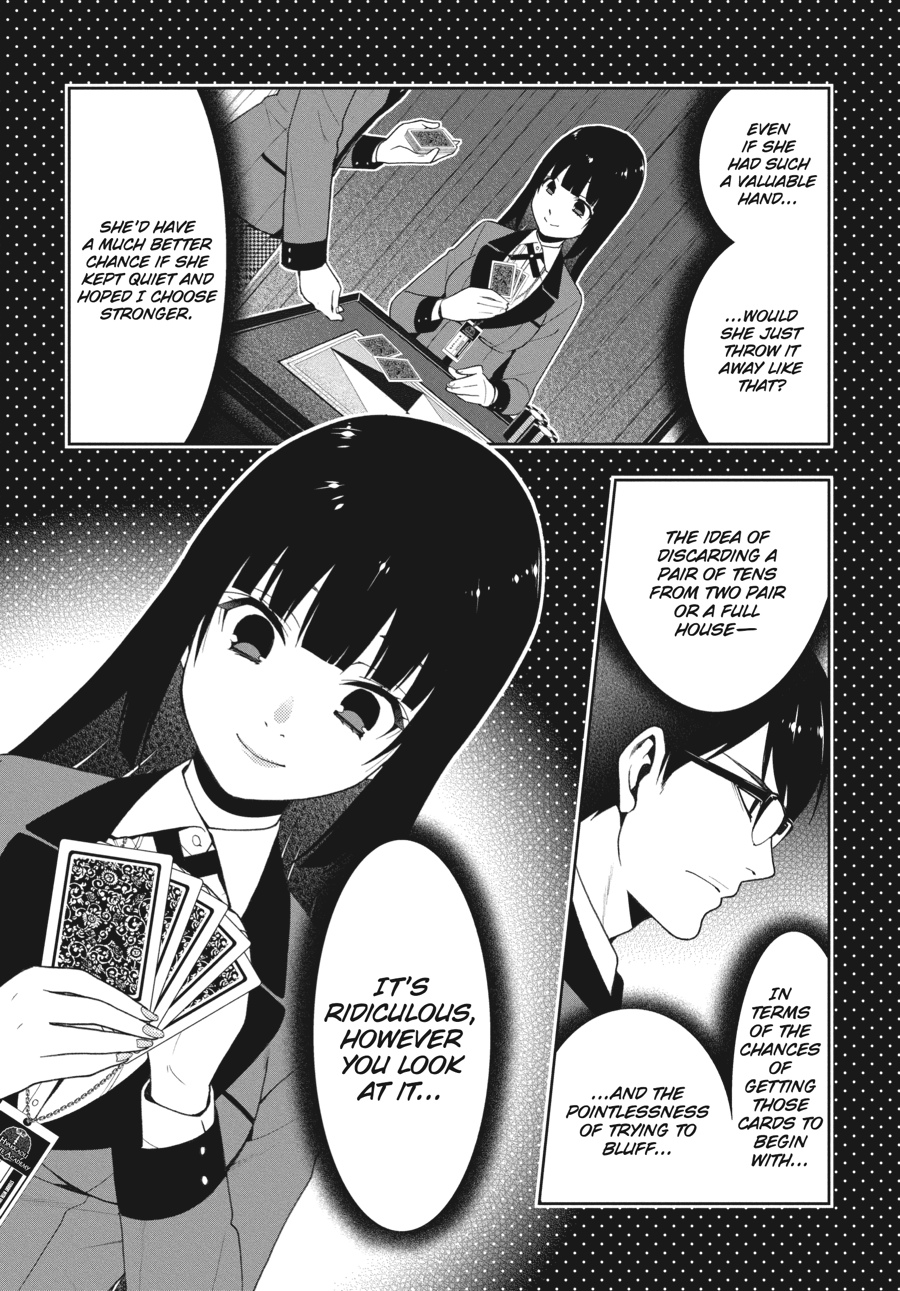 EVEN
IF SHE
HAD SUCH
A VALUABLE
HAND...
...WOULD
SHE JUST
THROW IT
AWAY LIKE
THAT?
SHE'D HAVE
A MUCH BETTER
CHANCE IF SHE
KEPT QUIET AND
HOPED I CHOOSE
STRONGER.
THE IDEA OF
DISCARDING A
PAIR OF TENS
FROM TWO PAIR
OR A FULL
HOUSE—
IN
TERMS
OF THE
CHANCES
OF
GETTING
THOSE
CARDS TO
BEGIN
WITH...
...AND THE
POINTLESSNESS
OF TRYING TO
BLUFF...
IT'S
RIDICULOUS,
HOWEVER
YOU LOOK
AT IT...
ACADEMY